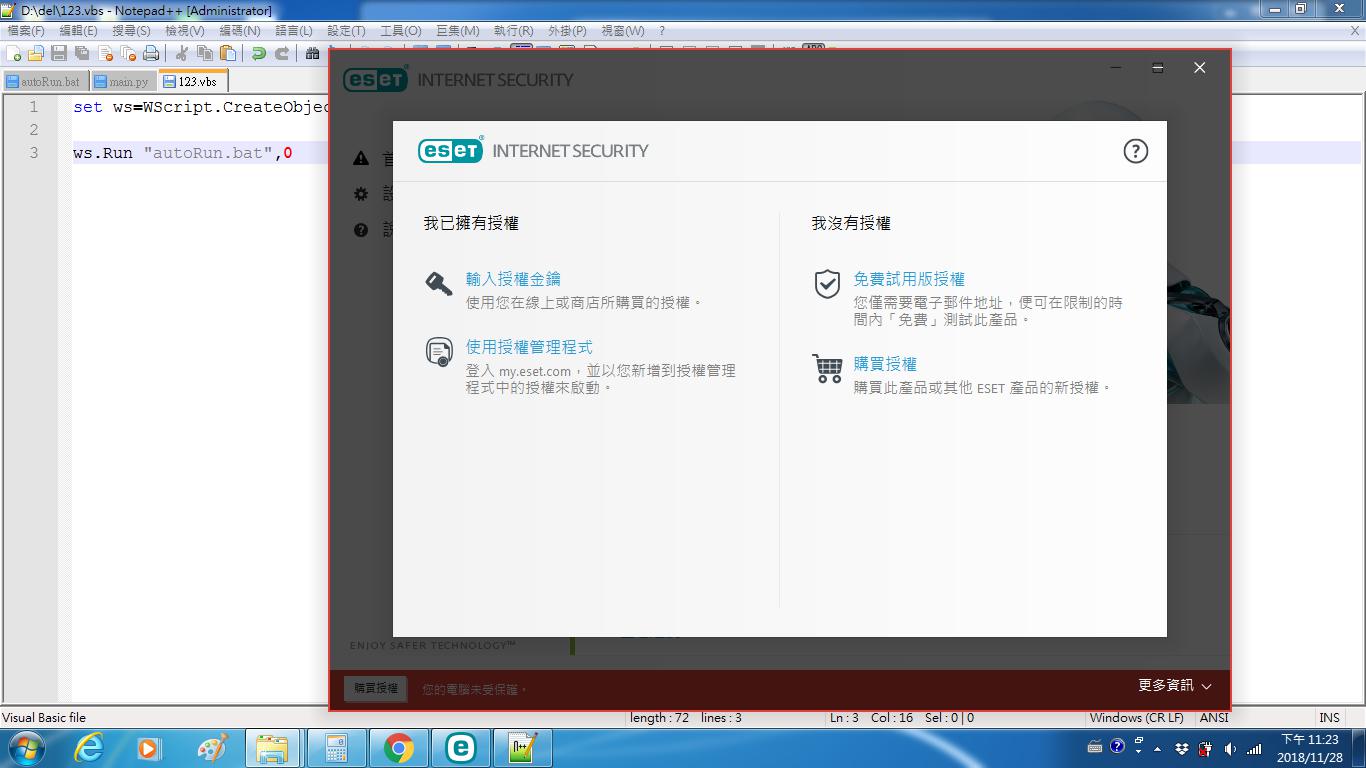 D:\del\123.vbs - Notepad++ [Administrator]
檔案(F) 編輯(E) 搜尋(S) 檢視(V) 編碼(N) 語言(L) 設定(T) 工具(O) 巨集(M) 執行(R) 外掛(P) 視窗(W) ? X
autoRun.bat main.py 123.vbs
1 set ws=WScript.CreateObjec
2
3 ws.Run "autoRun.bat",0
eset INTERNET SECURITY
eset INTERNET SECURITY
首
設
說
我已擁有授權
輸入授權金鑰
使用您在線上或商店所購買的授權。
使用授權管理程式
登入 my.eset.com，並以您新增到授權管理
程式中的授權來啟動。
我沒有授權
免費試用版授權
您僅需要電子郵件地址，便可在限制的時
間內「免費」測試此產品。
購買授權
購買此產品或其他 ESET 產品的新授權。
ENJOY SAFER TECHNOLOGY™
購買授權 您的電腦未受保護。 更多資訊
Visual Basic file length : 72 lines : 3 Ln : 3 Col : 16 Sel : 0 | 0 Windows (CR LF) ANSI INS
下午 11:23
2018/11/28